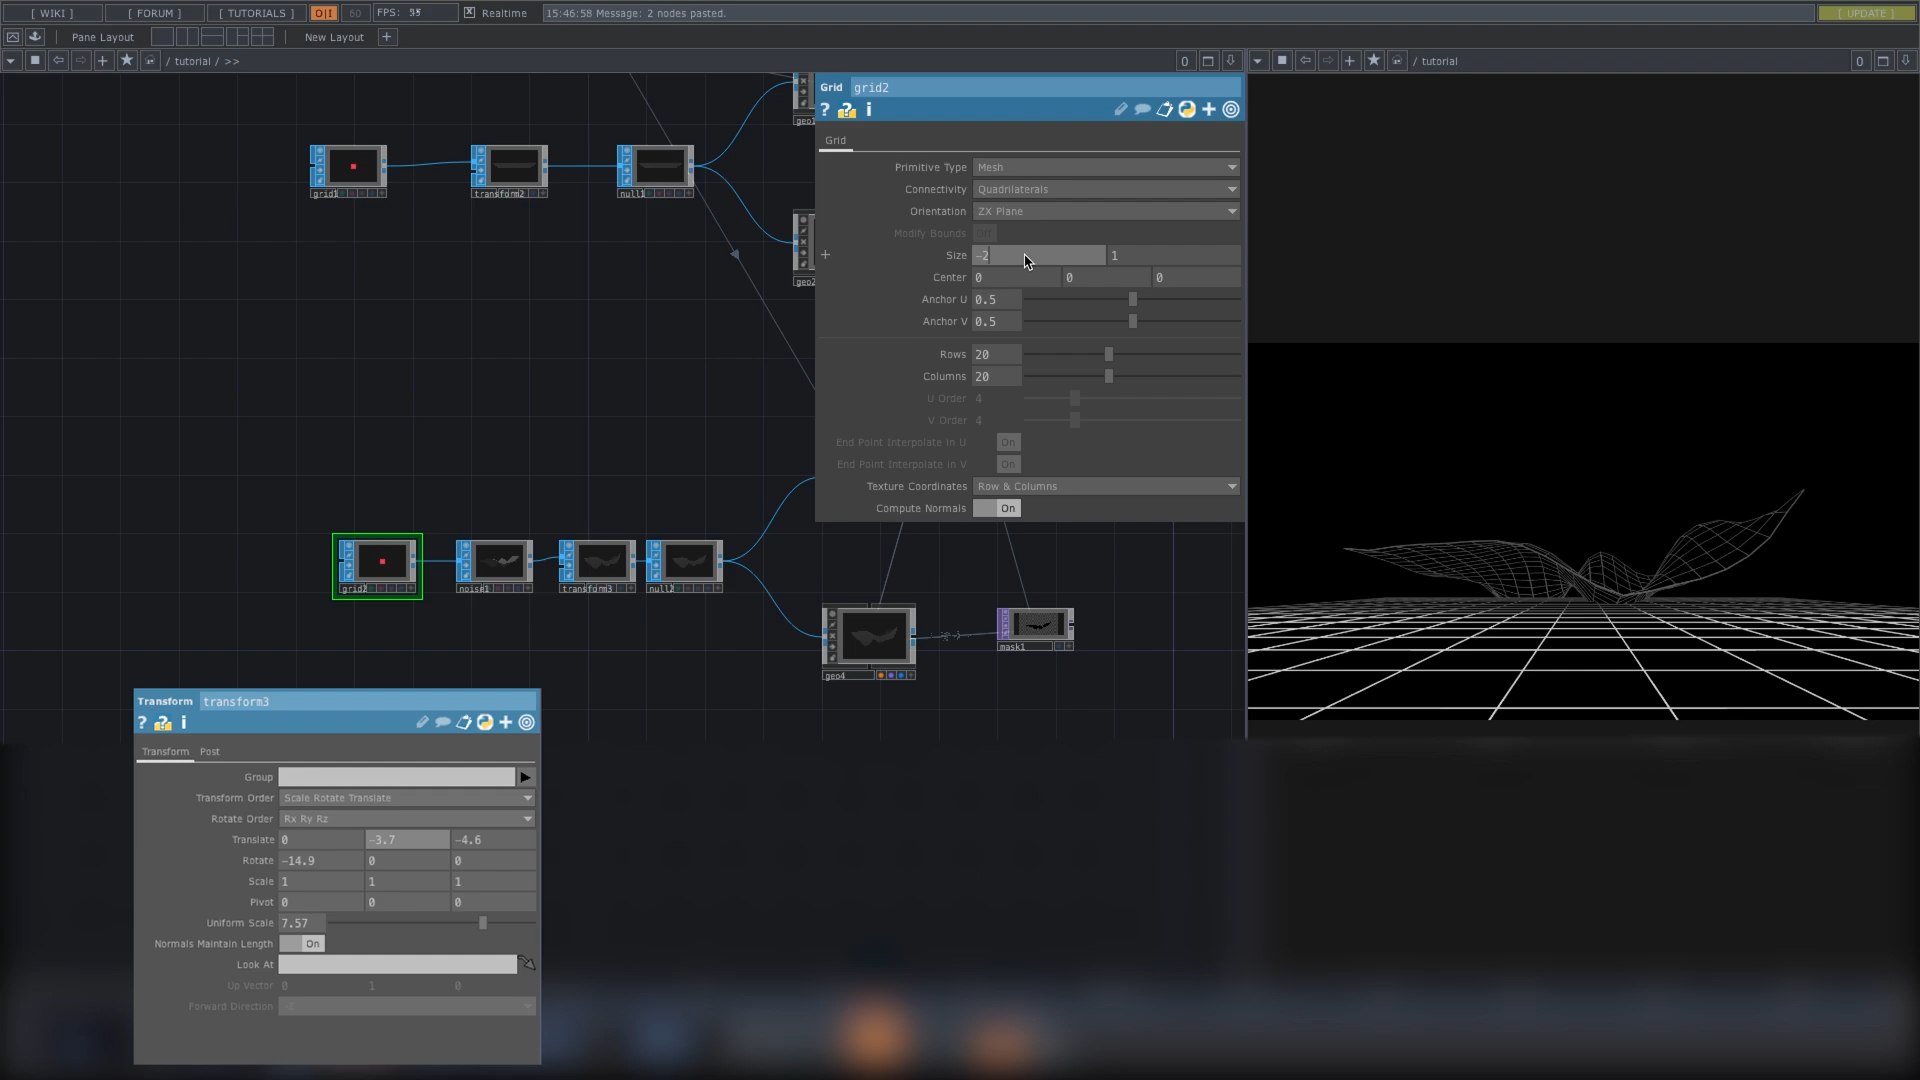 [ WIKI ] [ FORUM ] [ TUTORIALS ] O|I 60 FPS: Realtime 15:46:58 Message: 2 nodes pasted. [ UPDATE ]
Pane Layout New Layout +
/ tutorial / >> 0 / tutorial 0
Grid grid2
? ? i
Grid
Primitive Type Mesh
Connectivity Quadrilaterals
Orientation ZX Plane
Modify Bounds Off
Size -2 1
Center 0 0 0
Anchor U 0.5
Anchor V 0.5
Rows 20
Columns 20
U Order 4
V Order 4
End Point Interpolate in U On
End Point Interpolate in V On
Texture Coordinates Row & Columns
Compute Normals On
geo1
grid1 transform2 null1
geo2
grid2 noise1 transform3 null2
geo4 mask1
Transform transform3
? ? i
Transform Post
Group
Transform Order Scale Rotate Translate
Rotate Order Rx Ry Rz
Translate 0 -3.7 -4.6
Rotate -14.9 0 0
Scale 1 1 1
Pivot 0 0 0
Uniform Scale 7.57
Normals Maintain Length On
Look At
Up Vector 0 1 0
Forward Direction